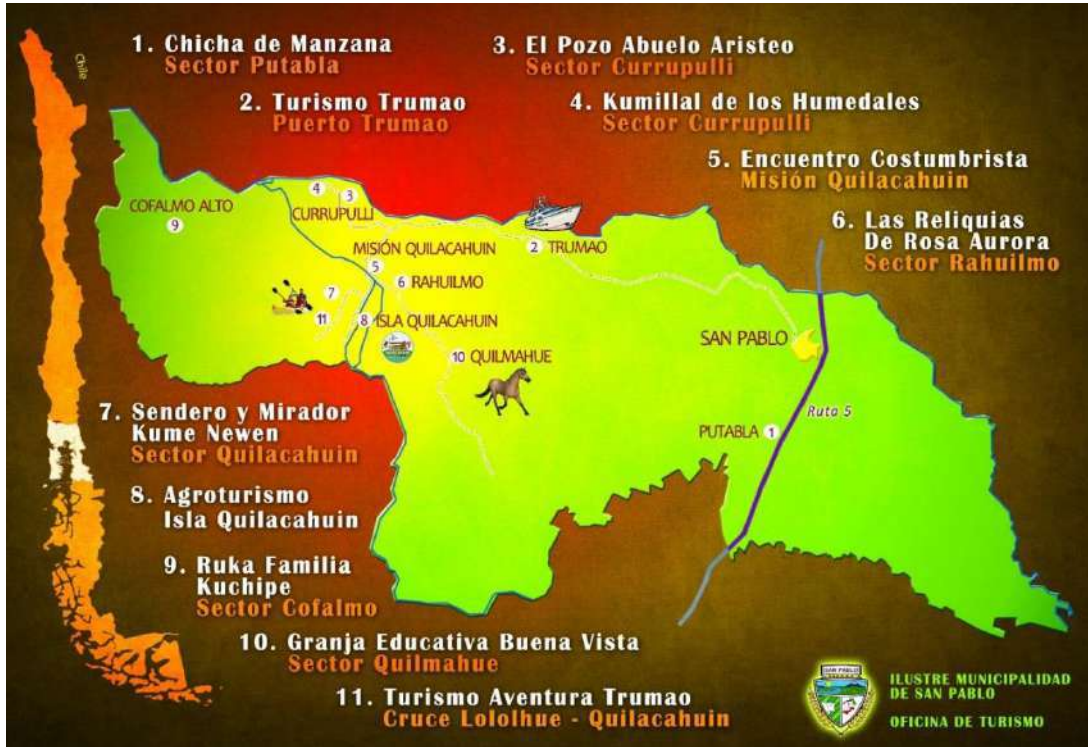 Chile
1. Chicha de Manzana
Sector Putabla
2. Turismo Trumao
Puerto Trumao
3. El Pozo Abuelo Aristeo
Sector Currupulli
4. Kumillal de los Humedales
Sector Currupulli
5. Encuentro Costumbrista
Misión Quilacahuin
6. Las Reliquias
De Rosa Aurora
Sector Rahuilmo
COFALMO ALTO
9
4
3
CURRUPULLI
MISIÓN QUILACAHUIN
5
2 TRUMAO
6 RAHUILMO
7
11
8 ISLA QUILACAHUIN
10 QUILMAHUE
SAN PABLO
Ruta 5
PUTABLA 1
7. Sendero y Mirador
Kume Newen
Sector Quilacahuin
8. Agroturismo
Isla Quilacahuin
9. Ruka Familia
Kuchipe
Sector Cofalmo
10. Granja Educativa Buena Vista
Sector Quilmahue
11. Turismo Aventura Trumao
Cruce Lololhue - Quilacahuin
SAN PABLO
ILUSTRE MUNICIPALIDAD
DE SAN PABLO
OFICINA DE TURISMO